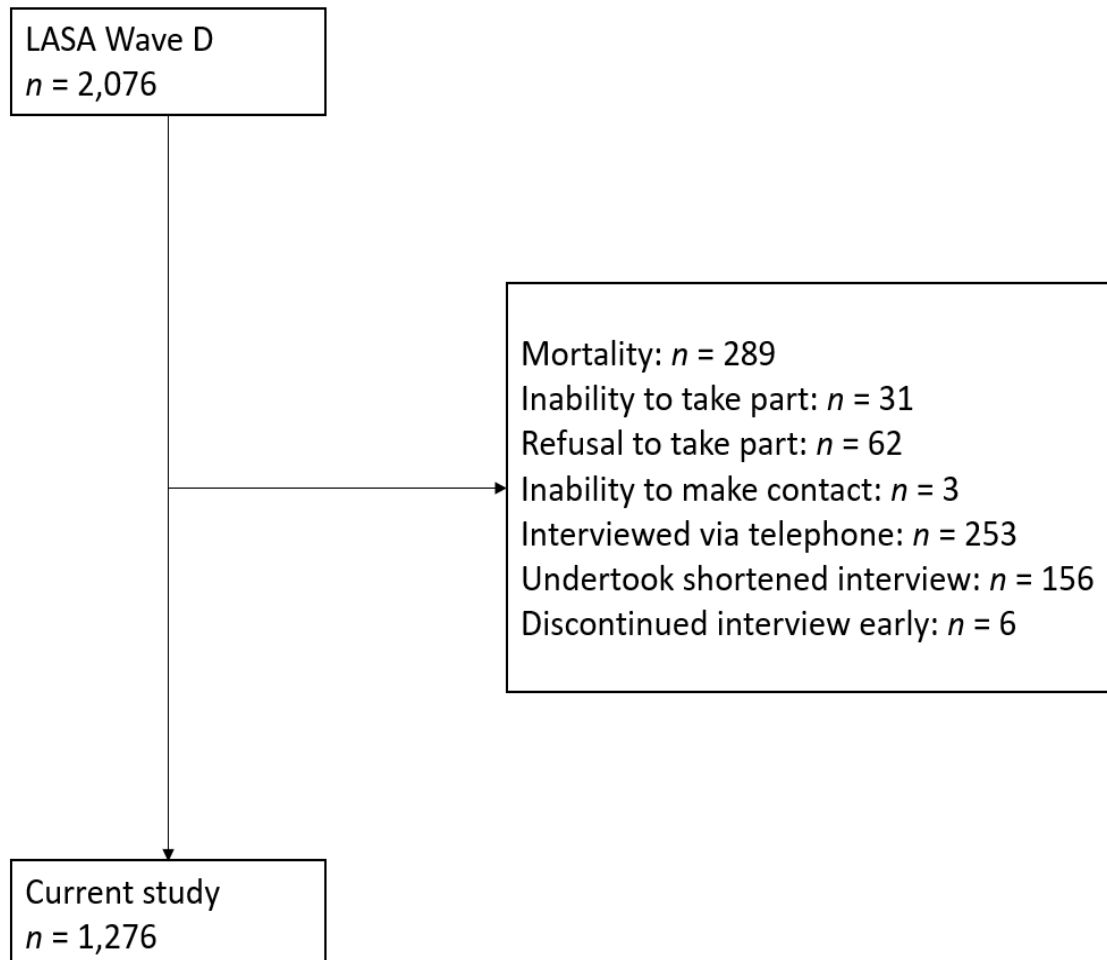 LASA Wave D
n = 2,076
Mortality: n = 289
Inability to take part: n = 31
Refusal to take part: n = 62
Inability to make contact: n = 3
Interviewed via telephone: n = 253
Undertook shortened interview: n = 156
Discontinued interview early: n = 6
Current study
n = 1,276